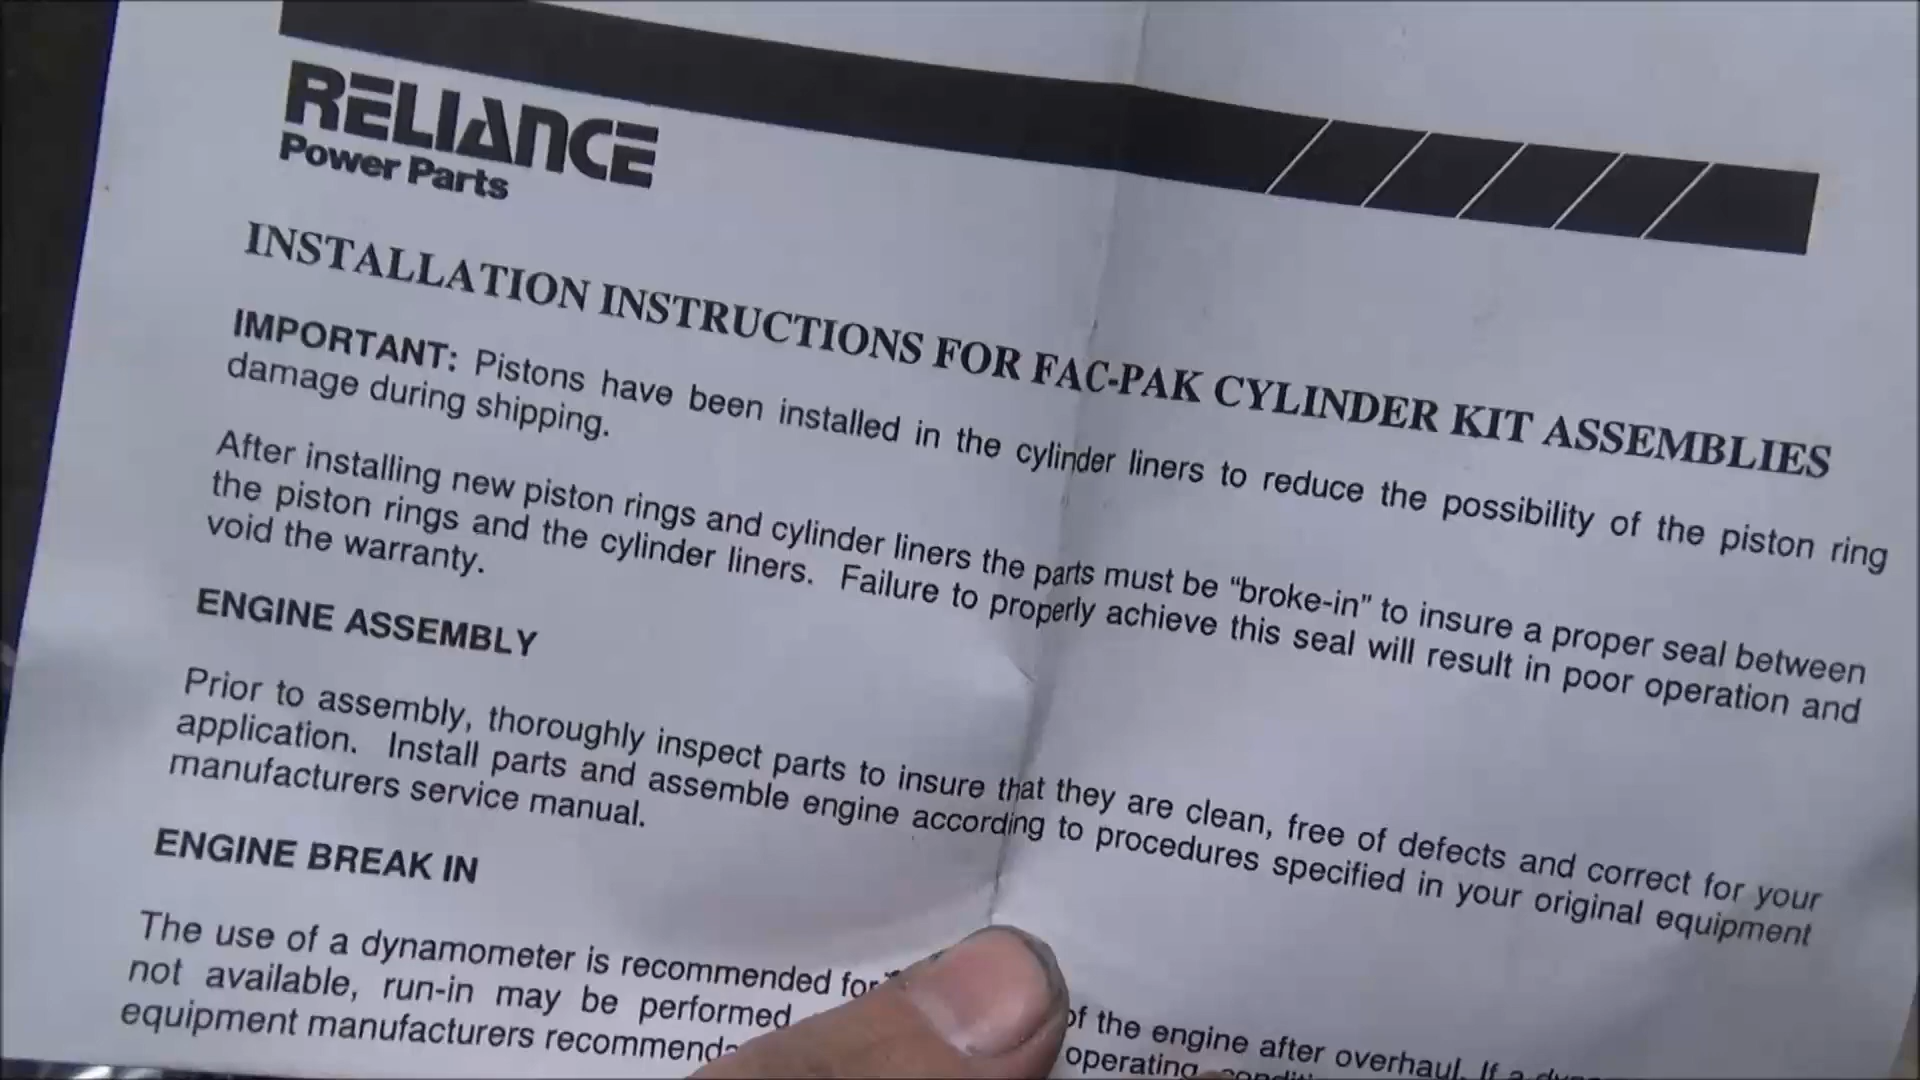 RELIANCE
Power Parts
INSTALLATION INSTRUCTIONS FOR FAC-PAK CYLINDER KIT ASSEMBLIES
IMPORTANT: Pistons have been installed in the cylinder liners to reduce the possibility of the piston ring
damage during shipping.
After installing new piston rings and cylinder liners the parts must be “broke-in” to insure a proper seal between
the piston rings and the cylinder liners. Failure to properly achieve this seal will result in poor operation and
void the warranty.
ENGINE ASSEMBLY
Prior to assembly, thoroughly inspect parts to insure that they are clean, free of defects and correct for your
application. Install parts and assemble engine according to procedures specified in your original equipment
manufacturers service manual.
ENGINE BREAK IN
The use of a dynamometer is recommended for of the engine after overhaul. If a
not available, run-in may be performed operating
equipment manufacturers